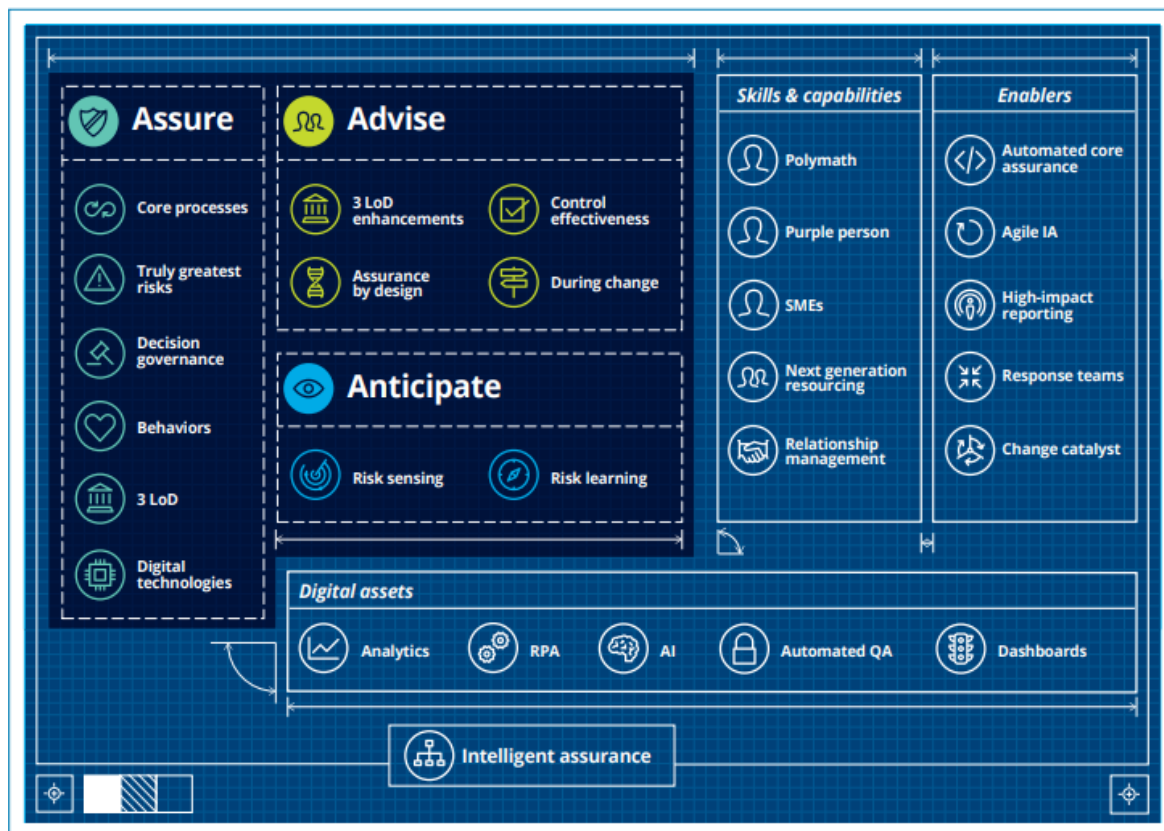 Assure
Core processes
Truly greatest
risks
Decision
governance
Behaviors
3 LoD
Digital
technologies
Advise
3 LoD
enhancements
Control
effectiveness
Assurance
by design
During change
Anticipate
Risk sensing
Risk learning
Skills & capabilities
Polymath
Purple person
SMEs
Next generation
resourcing
Relationship
management
Enablers
Automated core
assurance
Agile IA
High-impact
reporting
Response teams
Change catalyst
Digital assets
Analytics
RPA
AI
Automated QA
Dashboards
Intelligent assurance